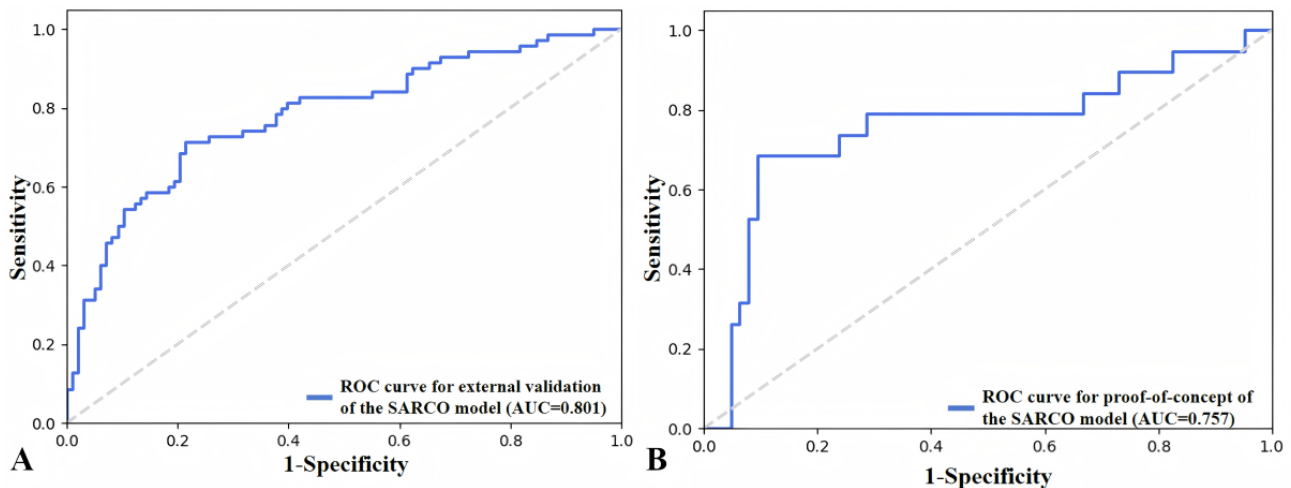 1.0
0.8
0.6
0.4
0.2
0.0
Sensitivity
ROC curve for external validation
of the SARCO model (AUC=0.801)
0.0 0.2 0.4 0.6 0.8 1.0
1-Specificity
A
1.0
0.8
0.6
0.4
0.2
0.0
Sensitivity
ROC curve for proof-of-concept of
the SARCO model (AUC=0.757)
0.0 0.2 0.4 0.6 0.8 1.0
1-Specificity
B